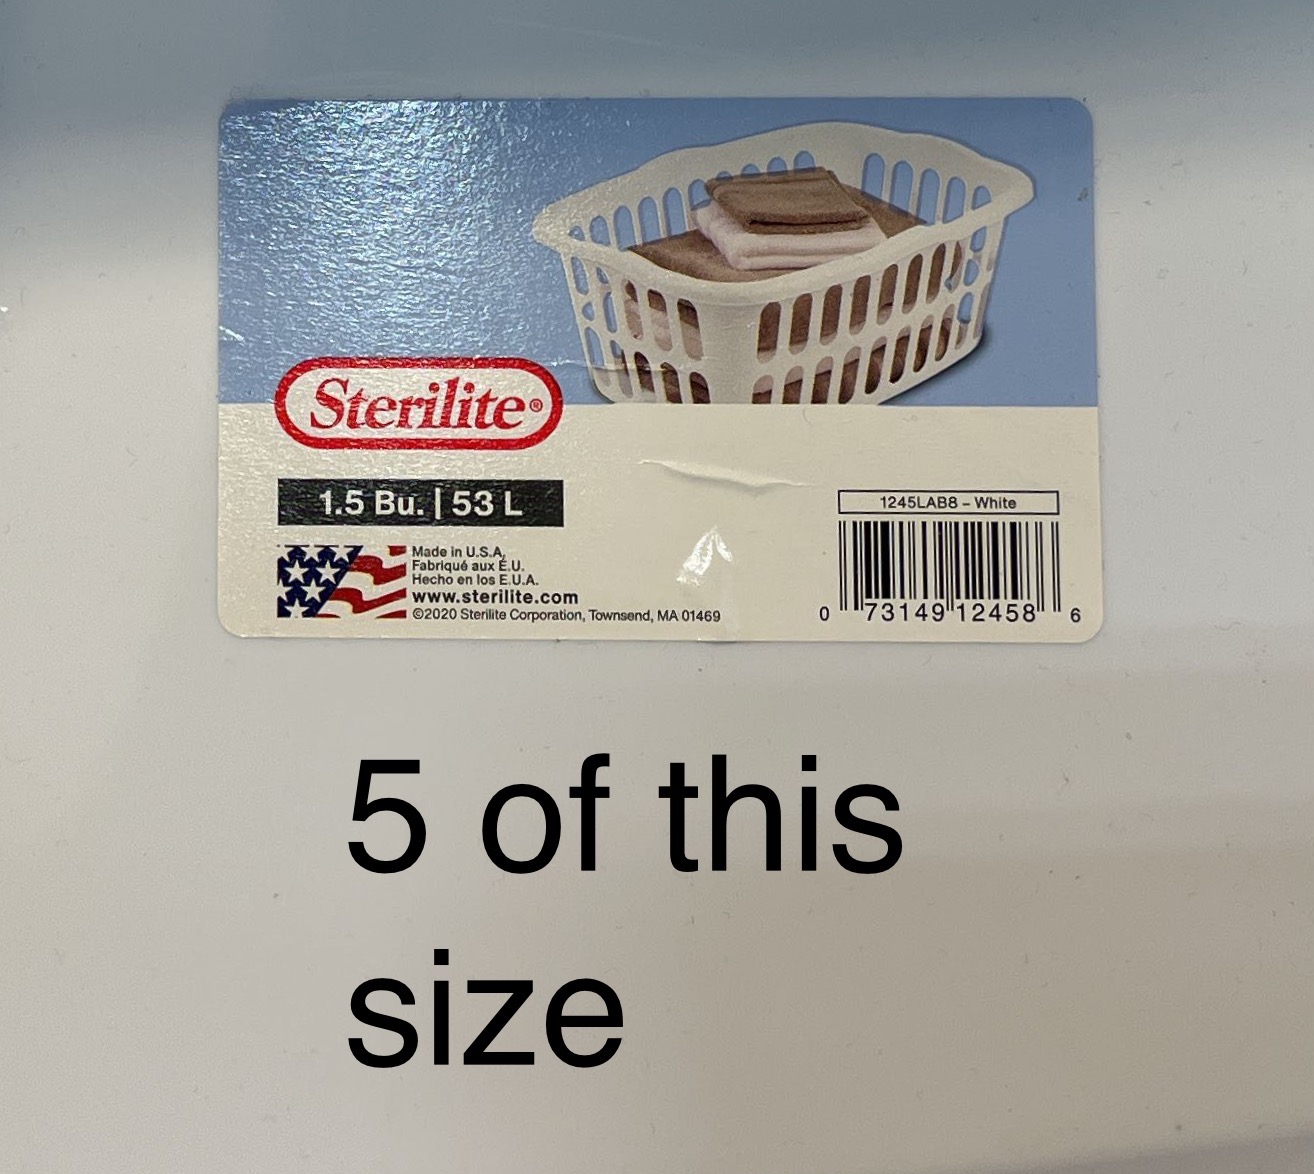 Sterilite®
1.5 Bu. | 53 L
Made in U.S.A.
Fabriqué aux É.U.
Hecho en los E.U.A.
www.sterilite.com
©2020 Sterilite Corporation, Townsend, MA 01469
1245LAB8 – White
0 73149 12458 6
5 of this
size